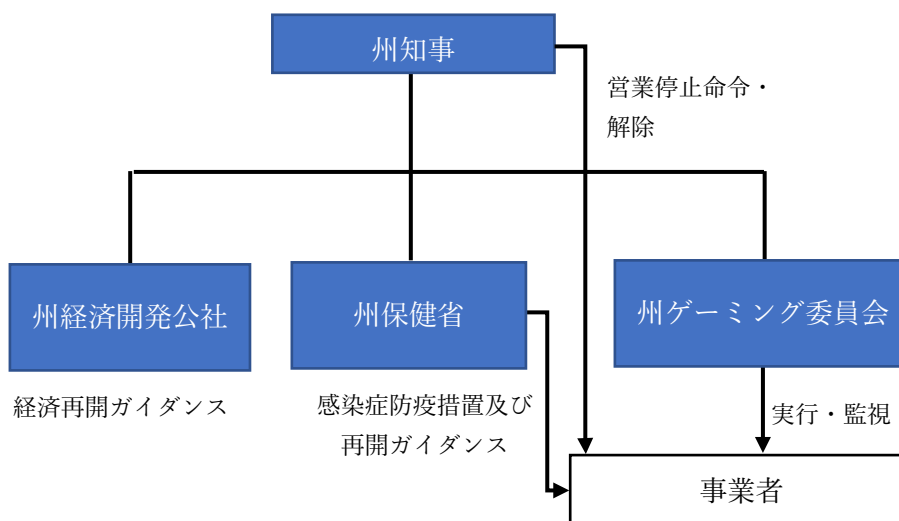 州知事
営業停止命令・
解除
州経済開発公社
州保健省
州ゲーミング委員会
経済再開ガイダンス
感染症防疫措置及び
再開ガイダンス
実行・監視
事業者